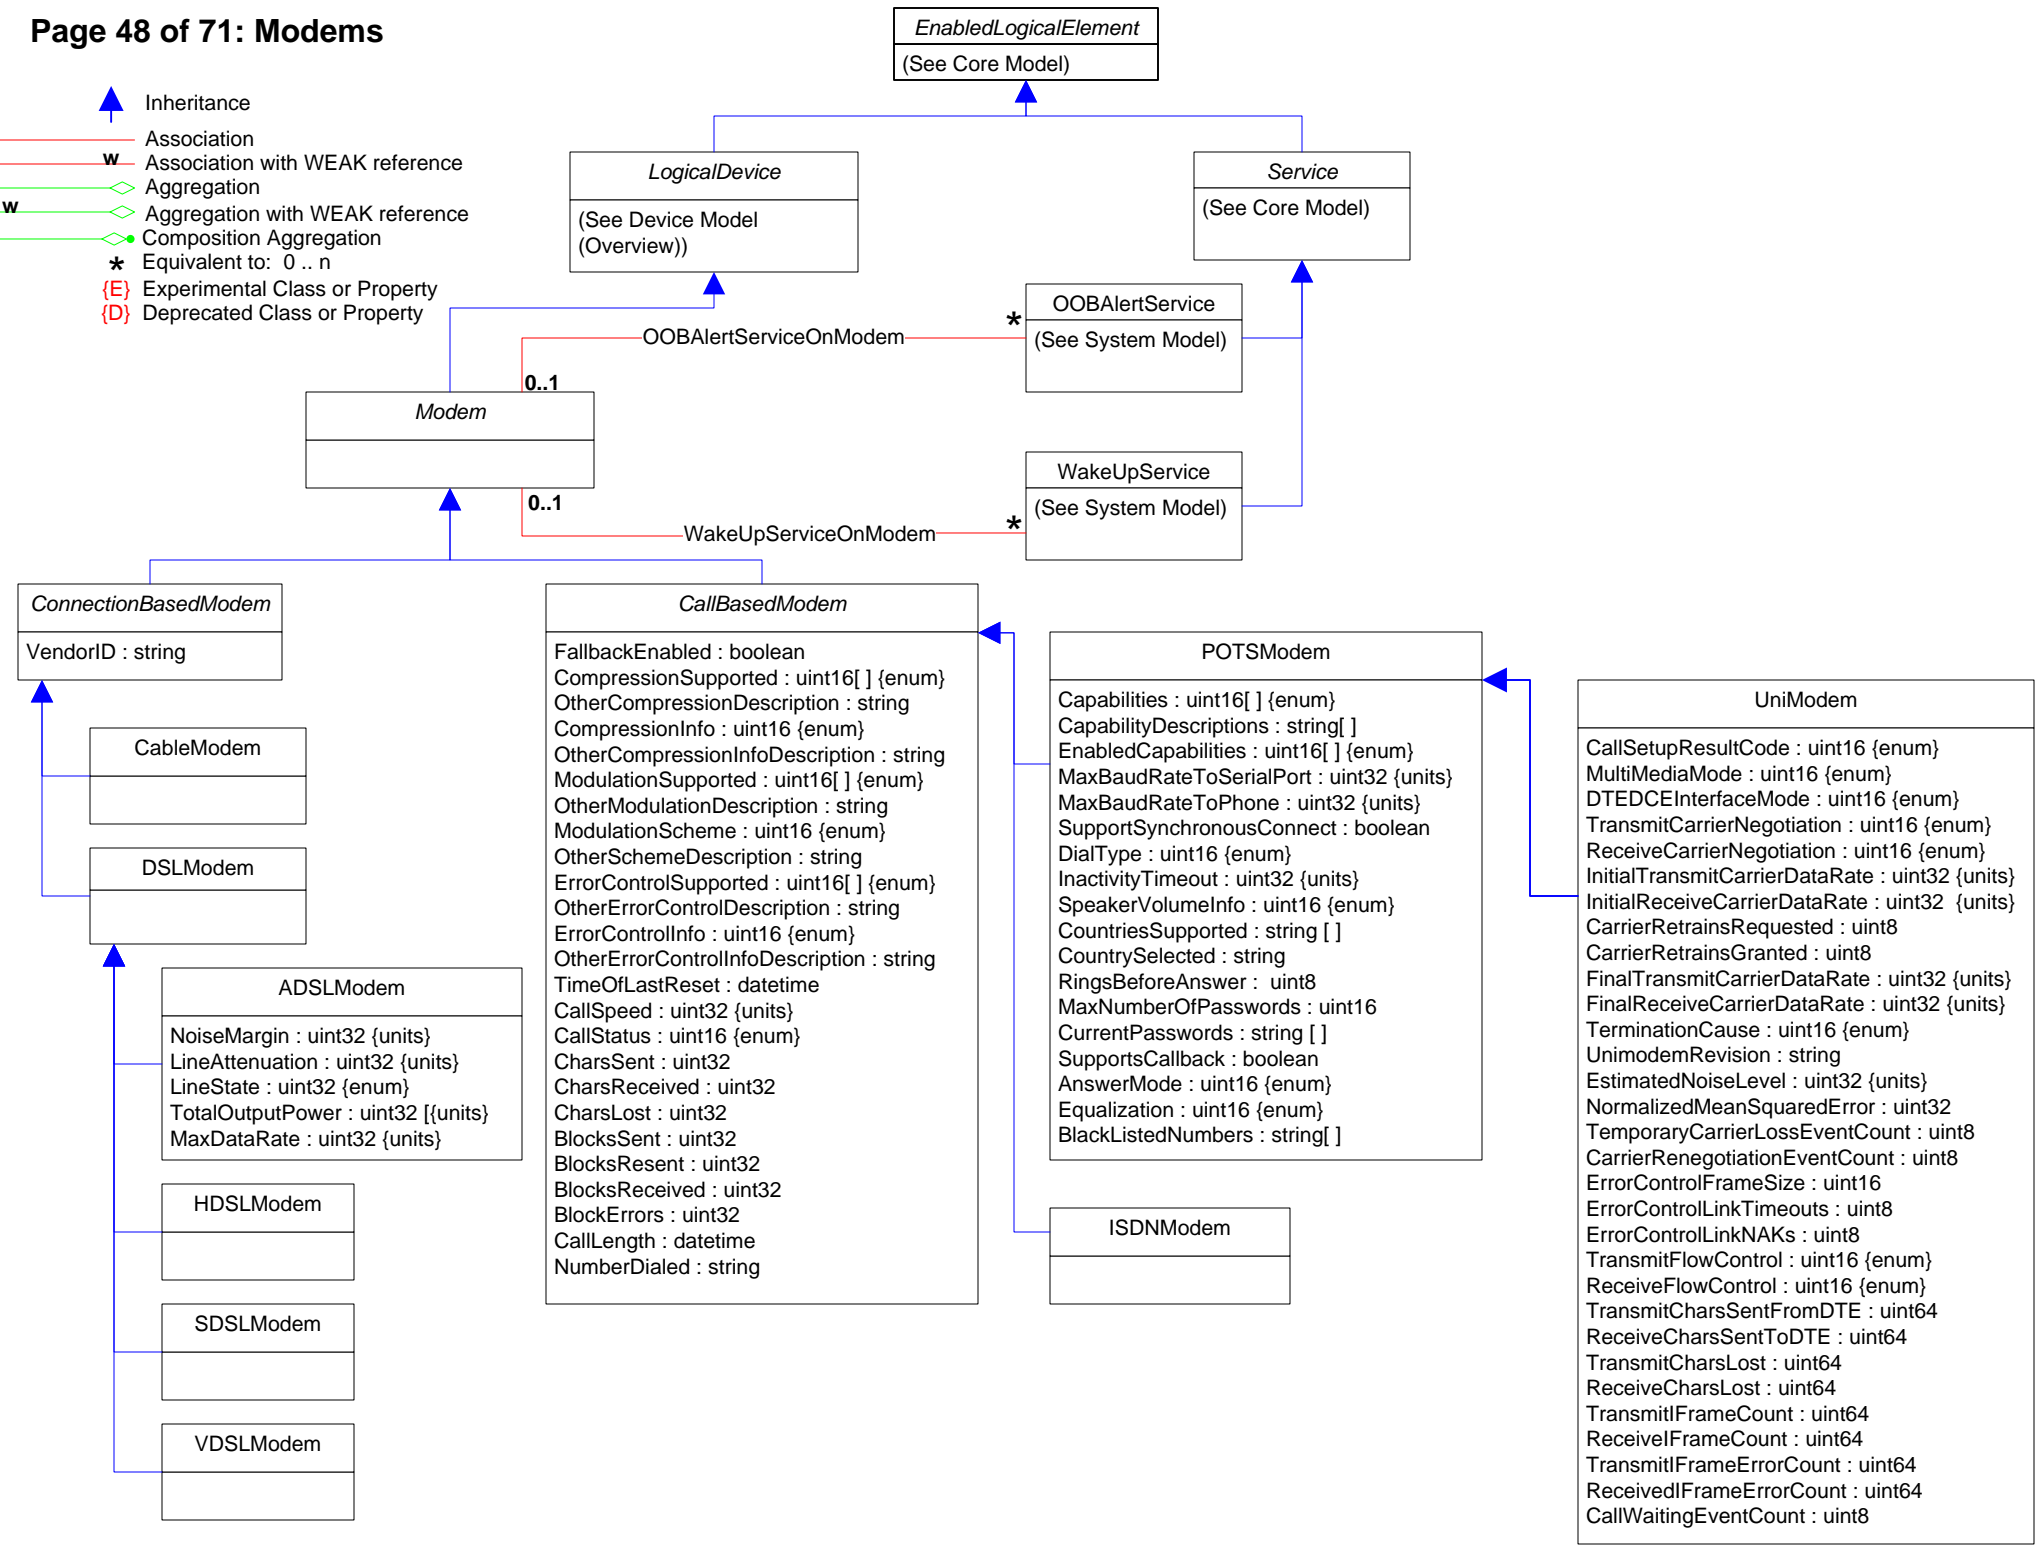 Page 48 of 71: Modems
EnabledLogicalElement
(See Core Model)
Inheritance
Association
w
Association with WEAK reference
Aggregation
w
Aggregation with WEAK reference
Composition Aggregation
* Equivalent to:  0 .. n
{E} Experimental Class or Property
{D} Deprecated Class or Property
LogicalDevice
(See Device Model
(Overview))
Service
(See Core Model)
OOBAlertService
(See System Model)
*
OOBAlertServiceOnModem
0..1
Modem
WakeUpService
(See System Model)
0..1
*
WakeUpServiceOnModem
ConnectionBasedModem
VendorID : string
CableModem
DSLModem
ADSLModem
NoiseMargin : uint32 {units}
LineAttenuation : uint32 {units}
LineState : uint32 {enum}
TotalOutputPower : uint32 [{units}
MaxDataRate : uint32 {units}
HDSLModem
SDSLModem
VDSLModem
CallBasedModem
FallbackEnabled : boolean
CompressionSupported : uint16[ ] {enum}
OtherCompressionDescription : string
CompressionInfo : uint16 {enum}
OtherCompressionInfoDescription : string
ModulationSupported : uint16[ ] {enum}
OtherModulationDescription : string
ModulationScheme : uint16 {enum}
OtherSchemeDescription : string
ErrorControlSupported : uint16[ ] {enum}
OtherErrorControlDescription : string
ErrorControlInfo : uint16 {enum}
OtherErrorControlInfoDescription : string
TimeOfLastReset : datetime
CallSpeed : uint32 {units}
CallStatus : uint16 {enum}
CharsSent : uint32
CharsReceived : uint32
CharsLost : uint32
BlocksSent : uint32
BlocksResent : uint32
BlocksReceived : uint32
BlockErrors : uint32
CallLength : datetime
NumberDialed : string
POTSModem
Capabilities : uint16[ ] {enum}
CapabilityDescriptions : string[ ]
EnabledCapabilities : uint16[ ] {enum}
MaxBaudRateToSerialPort : uint32 {units}
MaxBaudRateToPhone : uint32 {units}
SupportSynchronousConnect : boolean
DialType : uint16 {enum}
InactivityTimeout : uint32 {units}
SpeakerVolumeInfo : uint16 {enum}
CountriesSupported : string [ ]
CountrySelected : string
RingsBeforeAnswer :  uint8
MaxNumberOfPasswords : uint16
CurrentPasswords : string [ ]
SupportsCallback : boolean
AnswerMode : uint16 {enum}
Equalization : uint16 {enum}
BlackListedNumbers : string[ ]
ISDNModem
UniModem
CallSetupResultCode : uint16 {enum}
MultiMediaMode : uint16 {enum}
DTEDCEInterfaceMode : uint16 {enum}
TransmitCarrierNegotiation : uint16 {enum}
ReceiveCarrierNegotiation : uint16 {enum}
InitialTransmitCarrierDataRate : uint32 {units}
InitialReceiveCarrierDataRate : uint32  {units}
CarrierRetrainsRequested : uint8
CarrierRetrainsGranted : uint8
FinalTransmitCarrierDataRate : uint32 {units}
FinalReceiveCarrierDataRate : uint32 {units}
TerminationCause : uint16 {enum}
UnimodemRevision : string
EstimatedNoiseLevel : uint32 {units}
NormalizedMeanSquaredError : uint32
TemporaryCarrierLossEventCount : uint8
CarrierRenegotiationEventCount : uint8
ErrorControlFrameSize : uint16
ErrorControlLinkTimeouts : uint8
ErrorControlLinkNAKs : uint8
TransmitFlowControl : uint16 {enum}
ReceiveFlowControl : uint16 {enum}
TransmitCharsSentFromDTE : uint64
ReceiveCharsSentToDTE : uint64
TransmitCharsLost : uint64
ReceiveCharsLost : uint64
TransmitIFrameCount : uint64
ReceiveIFrameCount : uint64
TransmitIFrameErrorCount : uint64
ReceivedIFrameErrorCount : uint64
CallWaitingEventCount : uint8